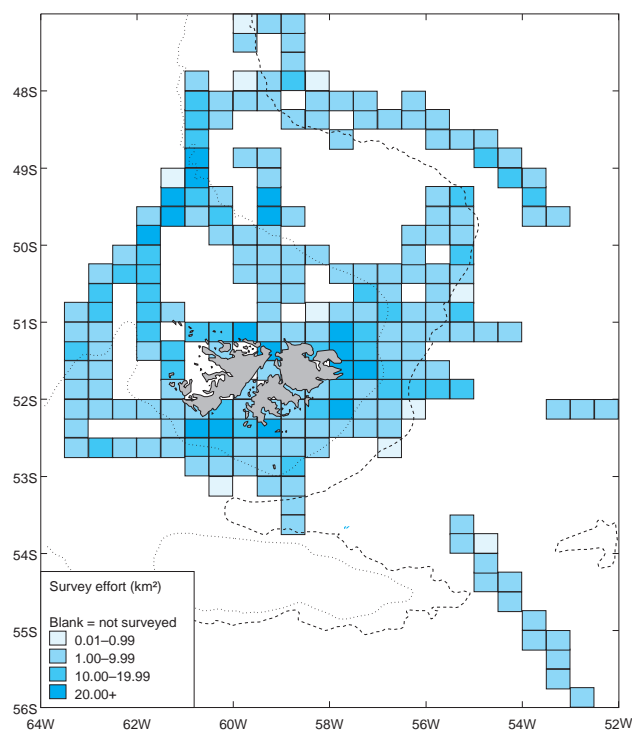 48S
49S
50S
51S
52S
53S
54S
55S
56S
Survey effort (km²)
Blank = not surveyed
0.01–0.99
1.00–9.99
10.00–19.99
20.00+
64W 62W 60W 58W 56W 54W 52W